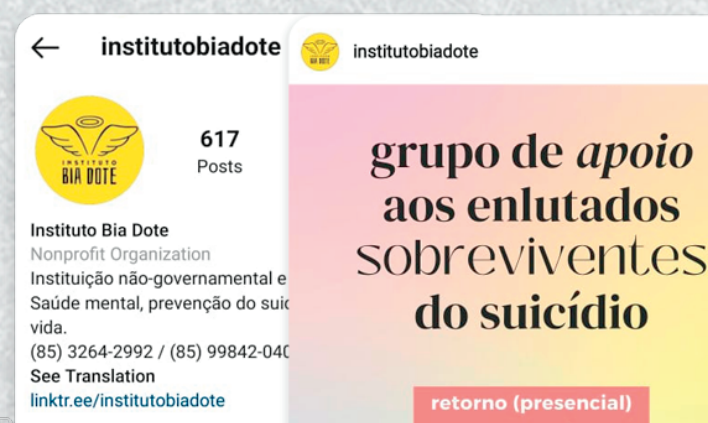 institutobiadote
INSTITUTO
BIA DOTE
617
Posts
Instituto Bia Dote
Nonprofit Organization
Instituição não-governamental e
Saúde mental, prevenção do
vida.
(85) 3264-2992 / (85) 99842-040
See Translation
linktr.ee/institutobiadote
BIA DOTE
institutobiadote
grupo de apoio
aos enlutados
sobreviventes
do suicídio
retorno (presencial)